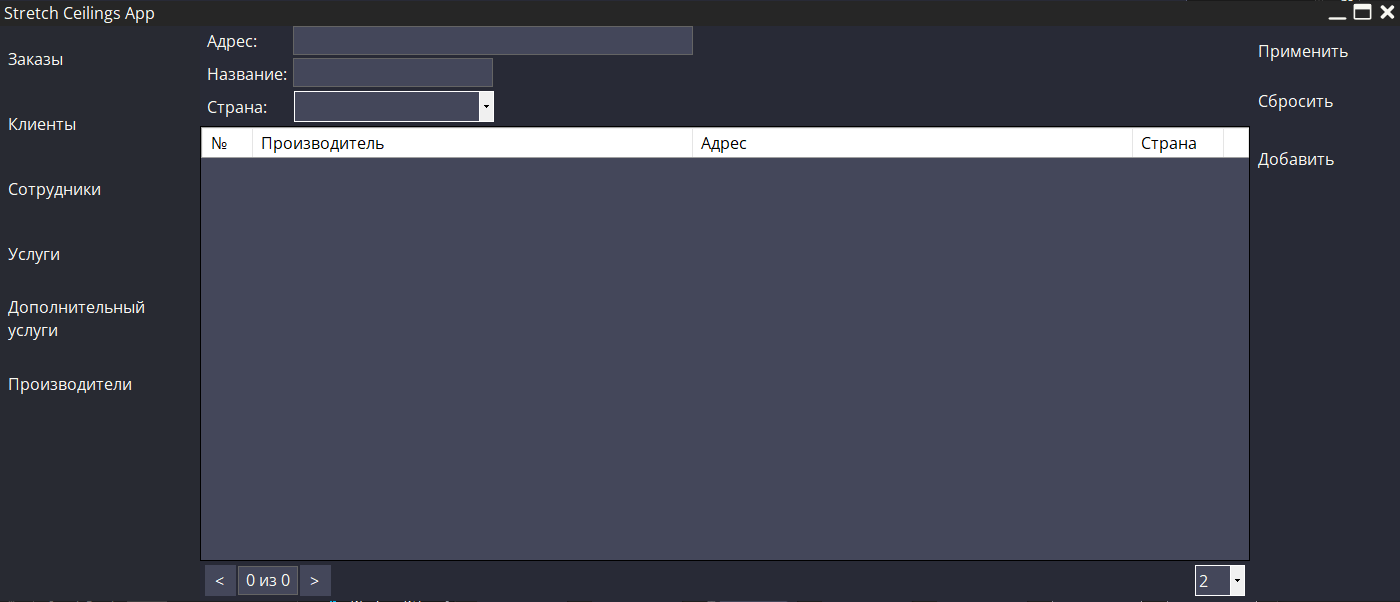 Stretch Ceilings App
Заказы
Клиенты
Сотрудники
Услуги
Дополнительный
услуги
Производители
Адрес:
Название:
Страна:
№ Производитель Адрес Страна
< 0 из 0 >
2
Применить
Сбросить
Добавить